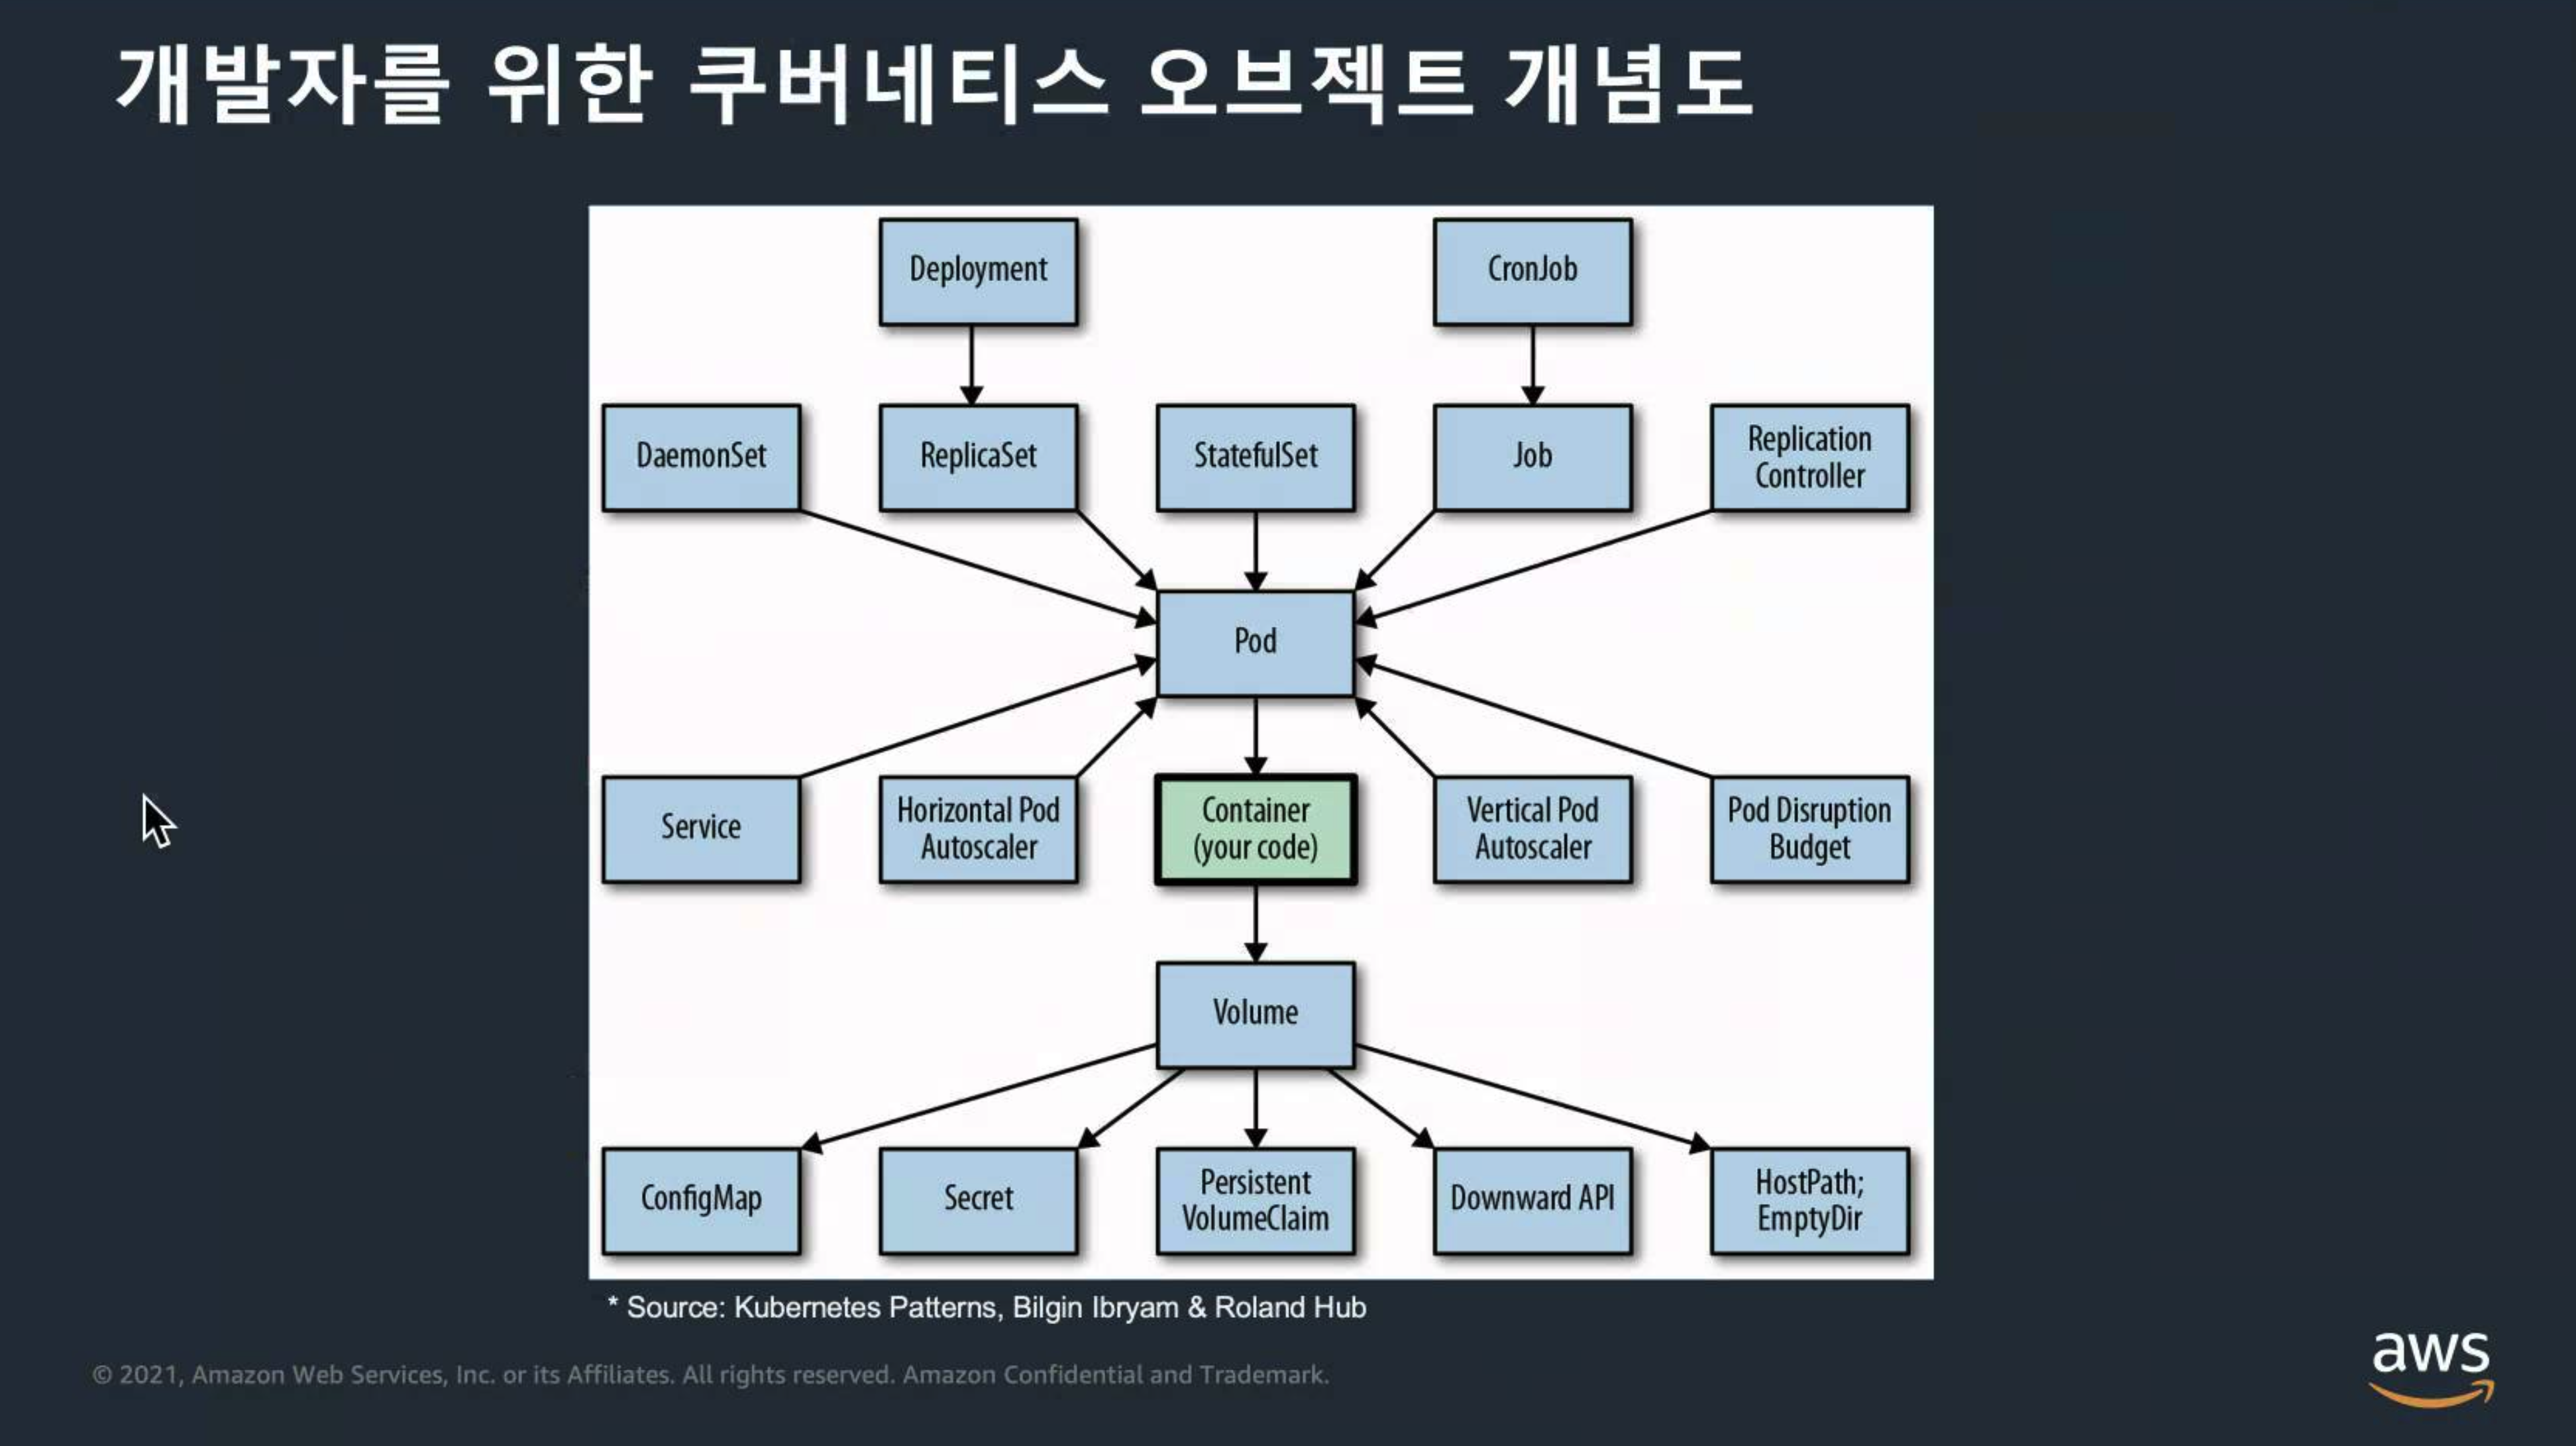 개발자를 위한 쿠버네티스 오브젝트 개념도
Deployment
CronJob
DaemonSet
ReplicaSet
StatefulSet
Job
Replication
Controller
Pod
Service
Horizontal Pod
Autoscaler
Container
(your code)
Vertical Pod
Autoscaler
Pod Disruption
Budget
Volume
ConfigMap
Secret
Persistent
VolumeClaim
Downward API
HostPath;
EmptyDir
* Source: Kubernetes Patterns, Bilgin Ibryam & Roland Hub
© 2021, Amazon Web Services, Inc. or its Affiliates. All rights reserved. Amazon Confidential and Trademark.
aws